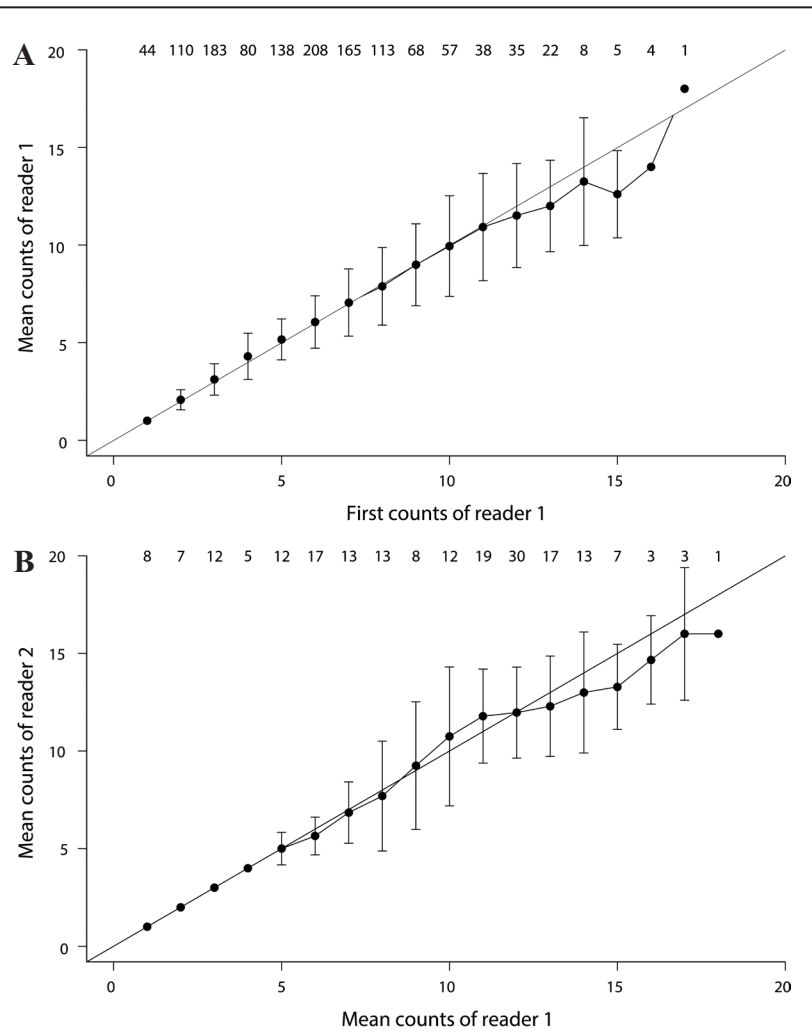 A
20 44 110 183 80 138 208 165 113 68 57 38 35 22 8 5 4 1
15
10
5
0
Mean counts of reader 1
0 5 10 15 20
First counts of reader 1
B
20 8 7 12 5 12 17 13 13 8 12 19 30 17 13 7 3 3 1
15
10
5
0
Mean counts of reader 2
0 5 10 15 20
Mean counts of reader 1